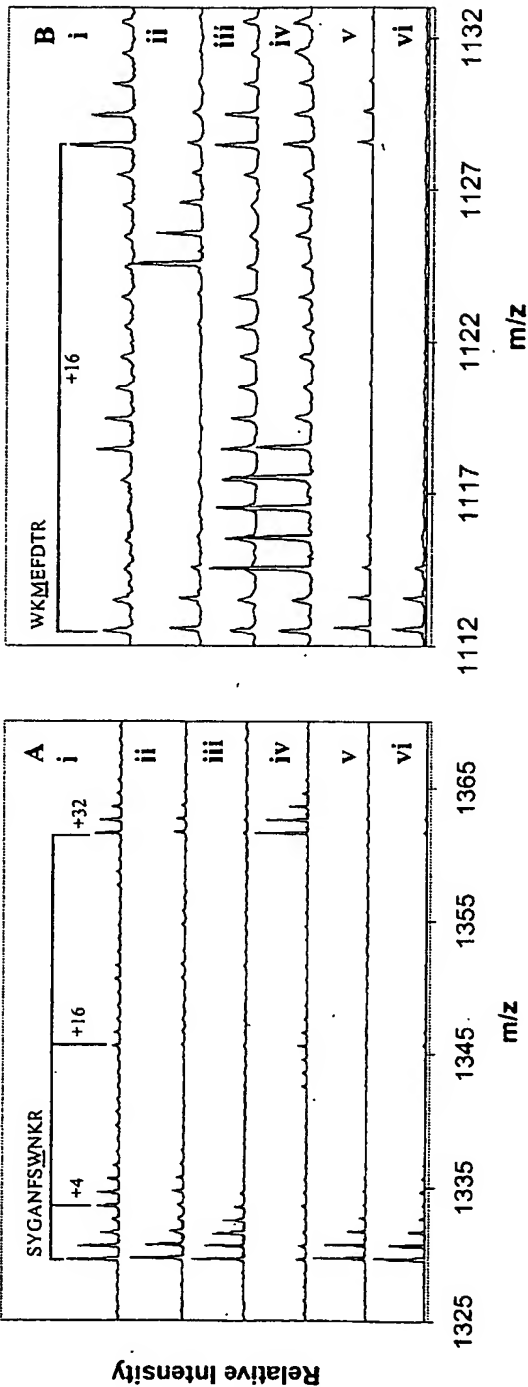 A
SYGANFSWNKR
+4
+16
+32
i
ii
iii
iv
v
vi
1325
1335
1345
1355
1365
m/z
Relative Intensity
B
WKMEFDTR
+16
i
ii
iii
iv
v
vi
1112
1117
1122
1127
1132
m/z